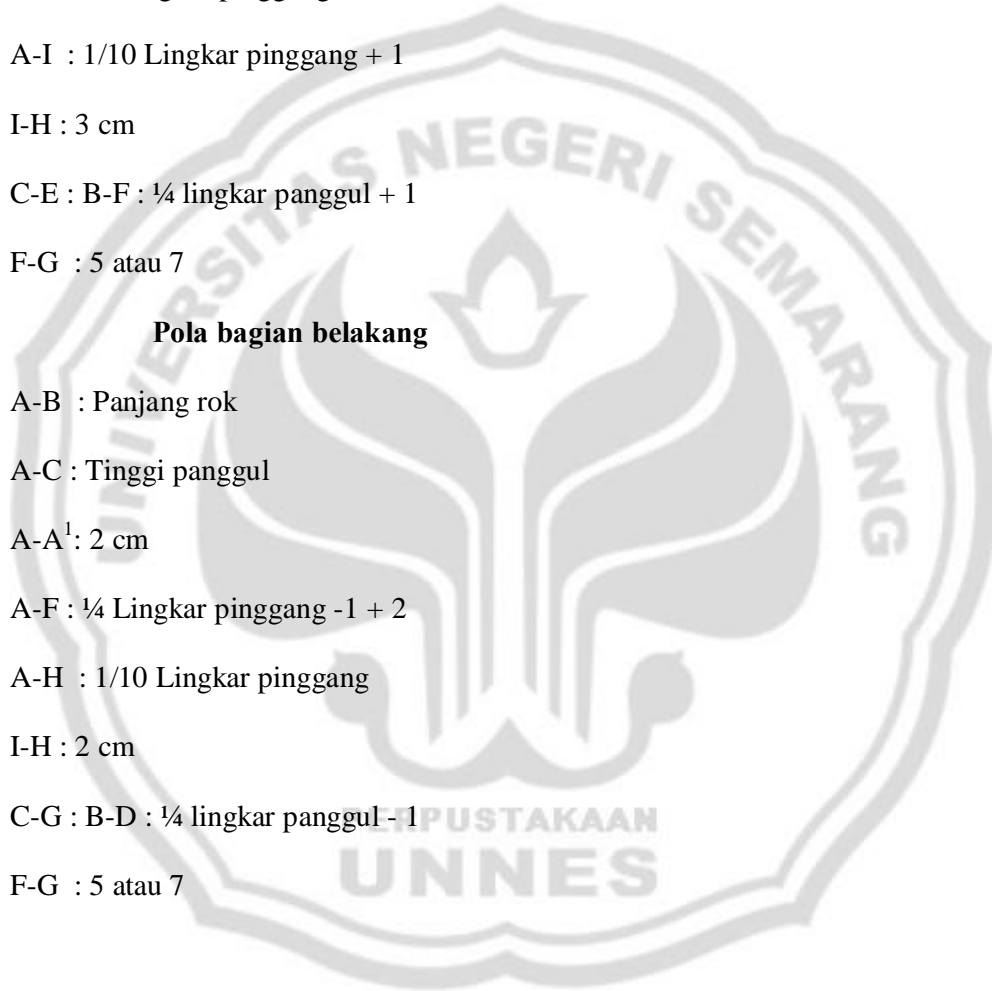 A-I : 1/10 Lingkar pinggang + 1
I-H : 3 cm
C-E : B-F : ¼ lingkar panggul + 1
F-G : 5 atau 7
Pola bagian belakang
A-B : Panjang rok
A-C : Tinggi panggul
A-A¹: 2 cm
A-F : ¼ Lingkar pinggang -1 + 2
A-H : 1/10 Lingkar pinggang
I-H : 2 cm
C-G : B-D : ¼ lingkar panggul - 1
F-G : 5 atau 7
UNIVERSITAS NEGERI SEMARANG
PERPUSTAKAAN
UNNES